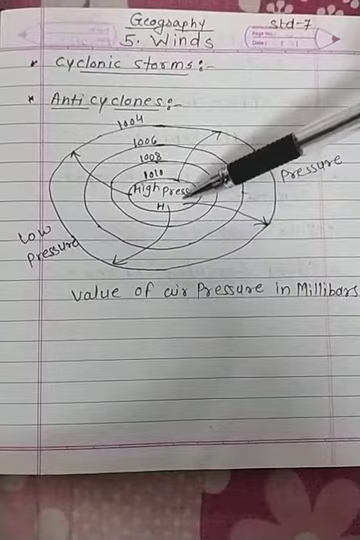 Geography
Std-7
5. Winds
Page No.:
Date:
* Cyclonic storms:-
* Anti cyclones:-
1004
1006
1008
1010
High Press
H
Pressure
Low
Pressure
value of air Pressure in Millibars